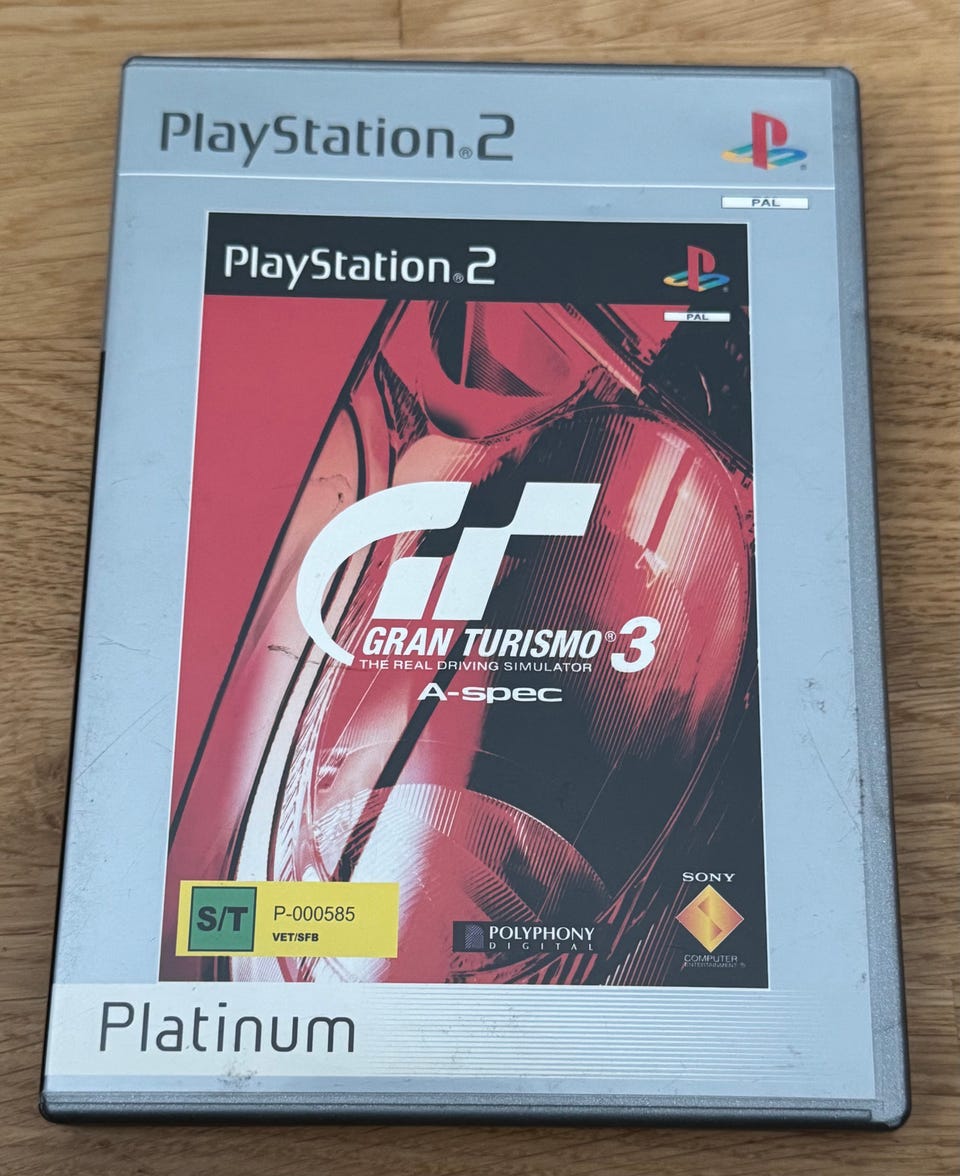 PlayStation®2
PAL
PlayStation®2
PAL
GT
GRAN TURISMO®3
THE REAL DRIVING SIMULATOR
A-spec
S/T
P-000585
VET/SFB
POLYPHONY
DIGITAL
SONY
COMPUTER
ENTERTAINMENT®
Platinum